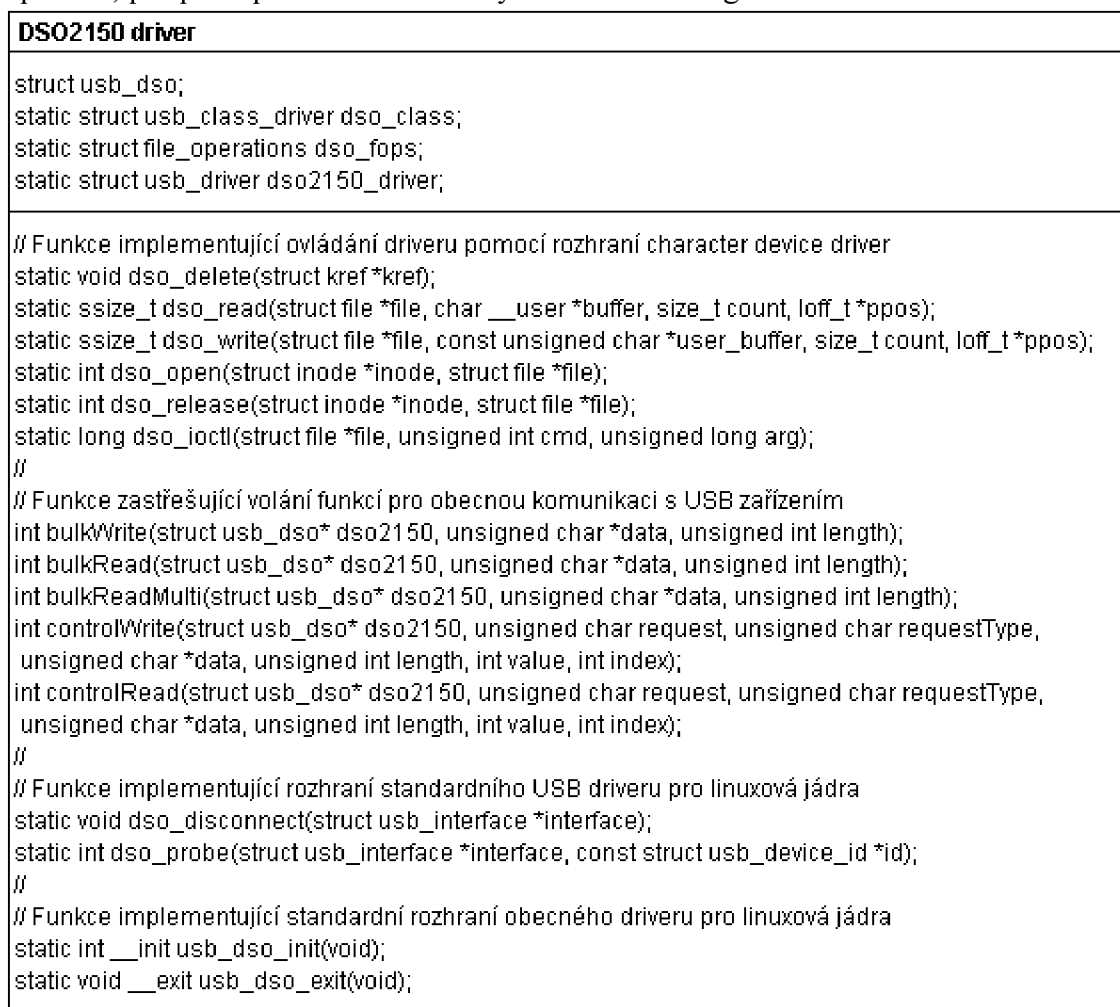 DSO2150 driver
struct usb_dso;
static struct usb_class_driver dso_class;
static struct file_operations dso_fops;
static struct usb_driver dso2150_driver;
// Funkce implementující ovládání driveru pomocí rozhraní character device driver
static void dso_delete(struct kref *kref);
static ssize_t dso_read(struct file *file, char __user *buffer, size_t count, loff_t *ppos);
static ssize_t dso_write(struct file *file, const unsigned char *user_buffer, size_t count, loff_t *ppos);
static int dso_open(struct inode *inode, struct file *file);
static int dso_release(struct inode *inode, struct file *file);
static long dso_ioctl(struct file *file, unsigned int cmd, unsigned long arg);
//
// Funkce zastřešující volání funkcí pro obecnou komunikaci s USB zařízením
int bulkWrite(struct usb_dso* dso2150, unsigned char *data, unsigned int length);
int bulkRead(struct usb_dso* dso2150, unsigned char *data, unsigned int length);
int bulkReadMulti(struct usb_dso* dso2150, unsigned char *data, unsigned int length);
int controlWrite(struct usb_dso* dso2150, unsigned char request, unsigned char requestType,
unsigned char *data, unsigned int length, int value, int index);
int controlRead(struct usb_dso* dso2150, unsigned char request, unsigned char requestType,
unsigned char *data, unsigned int length, int value, int index);
//
// Funkce implementující rozhraní standardního USB driveru pro linuxová jádra
static void dso_disconnect(struct usb_interface *interface);
static int dso_probe(struct usb_interface *interface, const struct usb_device_id *id);
//
// Funkce implementující standardní rozhraní obecného driveru pro linuxová jádra
static int __init usb_dso_init(void);
static void __exit usb_dso_exit(void);